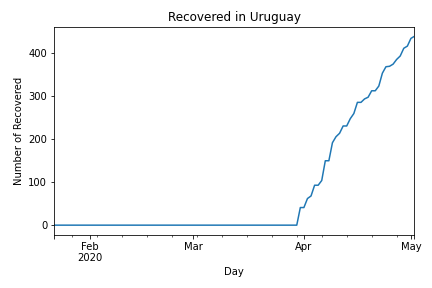 Recovered in Uruguay
Number of Recovered
400
300
200
100
0
Feb
2020
Mar
Apr
May
Day